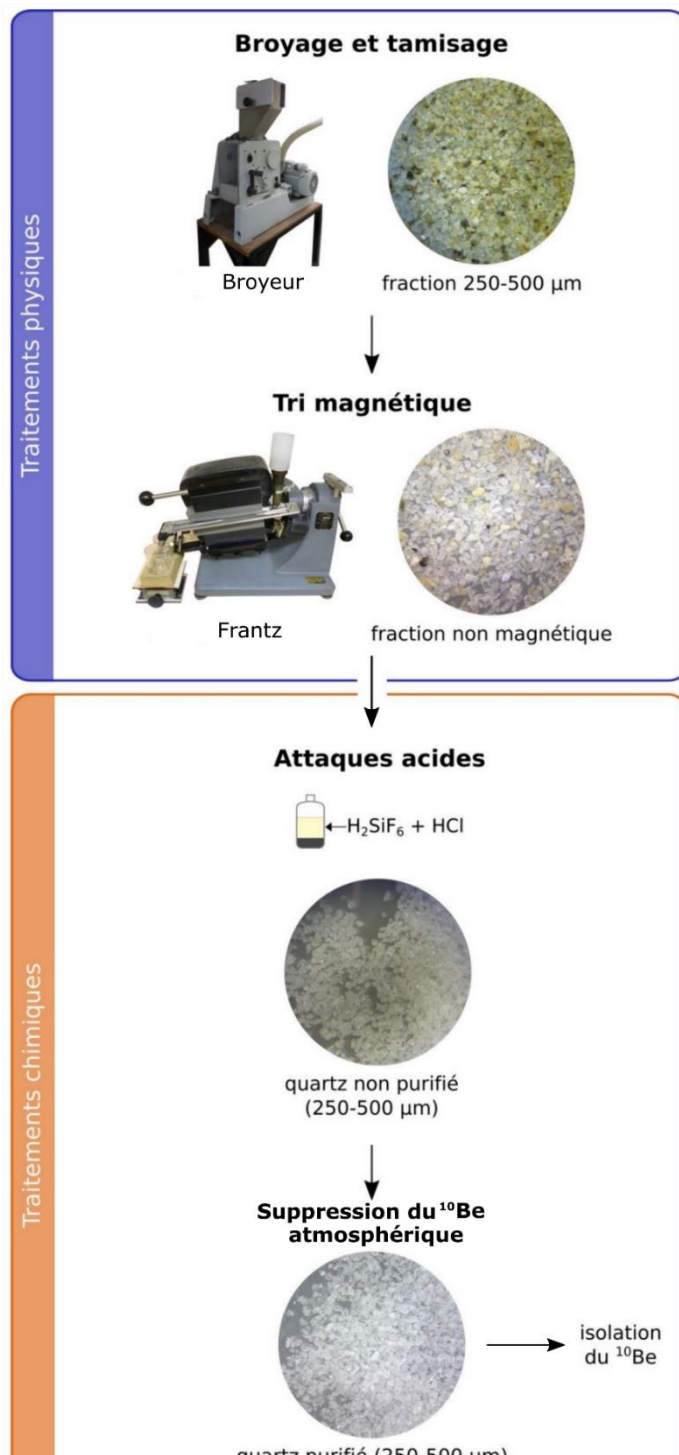 Traitements physiques
Broyage et tamisage
Broyeur
fraction 250-500 µm
Tri magnétique
Frantz
fraction non magnétique
Traitements chimiques
Attaques acides
H₂SiF₆ + HCl
quartz non purifié
(250-500 µm)
Suppression du ¹⁰Be
atmosphérique
isolation
du ¹⁰Be
quartz purifié (250-500 µm)